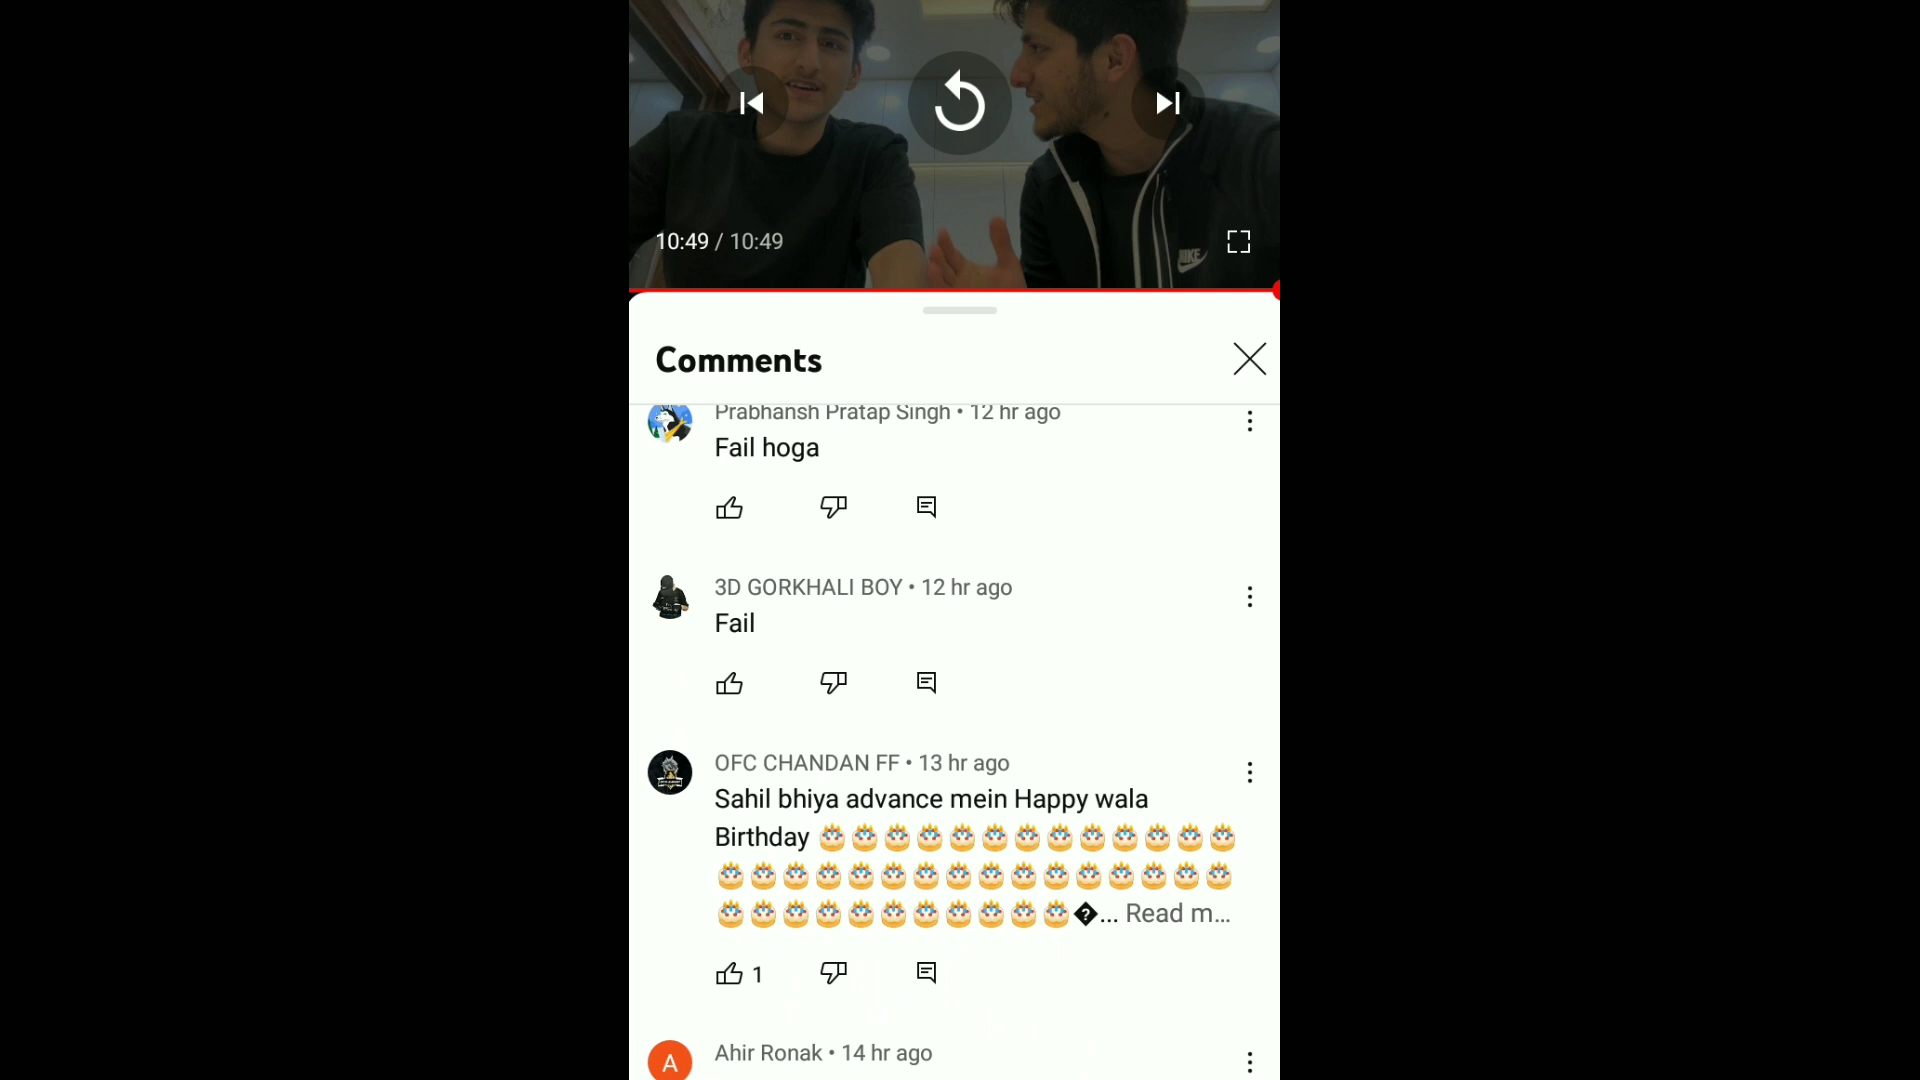 NIKE
10:49 / 10:49
Comments
Prabhansh Pratap Singh • 12 hr ago
Fail hoga
3D GORKHALI BOY • 12 hr ago
Fail
OFC CHANDAN FF • 13 hr ago
Sahil bhiya advance mein Happy wala
Birthday 🎂🎂🎂🎂🎂🎂🎂🎂🎂🎂🎂🎂🎂
🎂🎂🎂🎂🎂🎂🎂🎂🎂🎂🎂🎂🎂🎂🎂🎂
🎂🎂🎂🎂🎂🎂🎂🎂🎂🎂🎂�... Read m...
1
A
Ahir Ronak • 14 hr ago